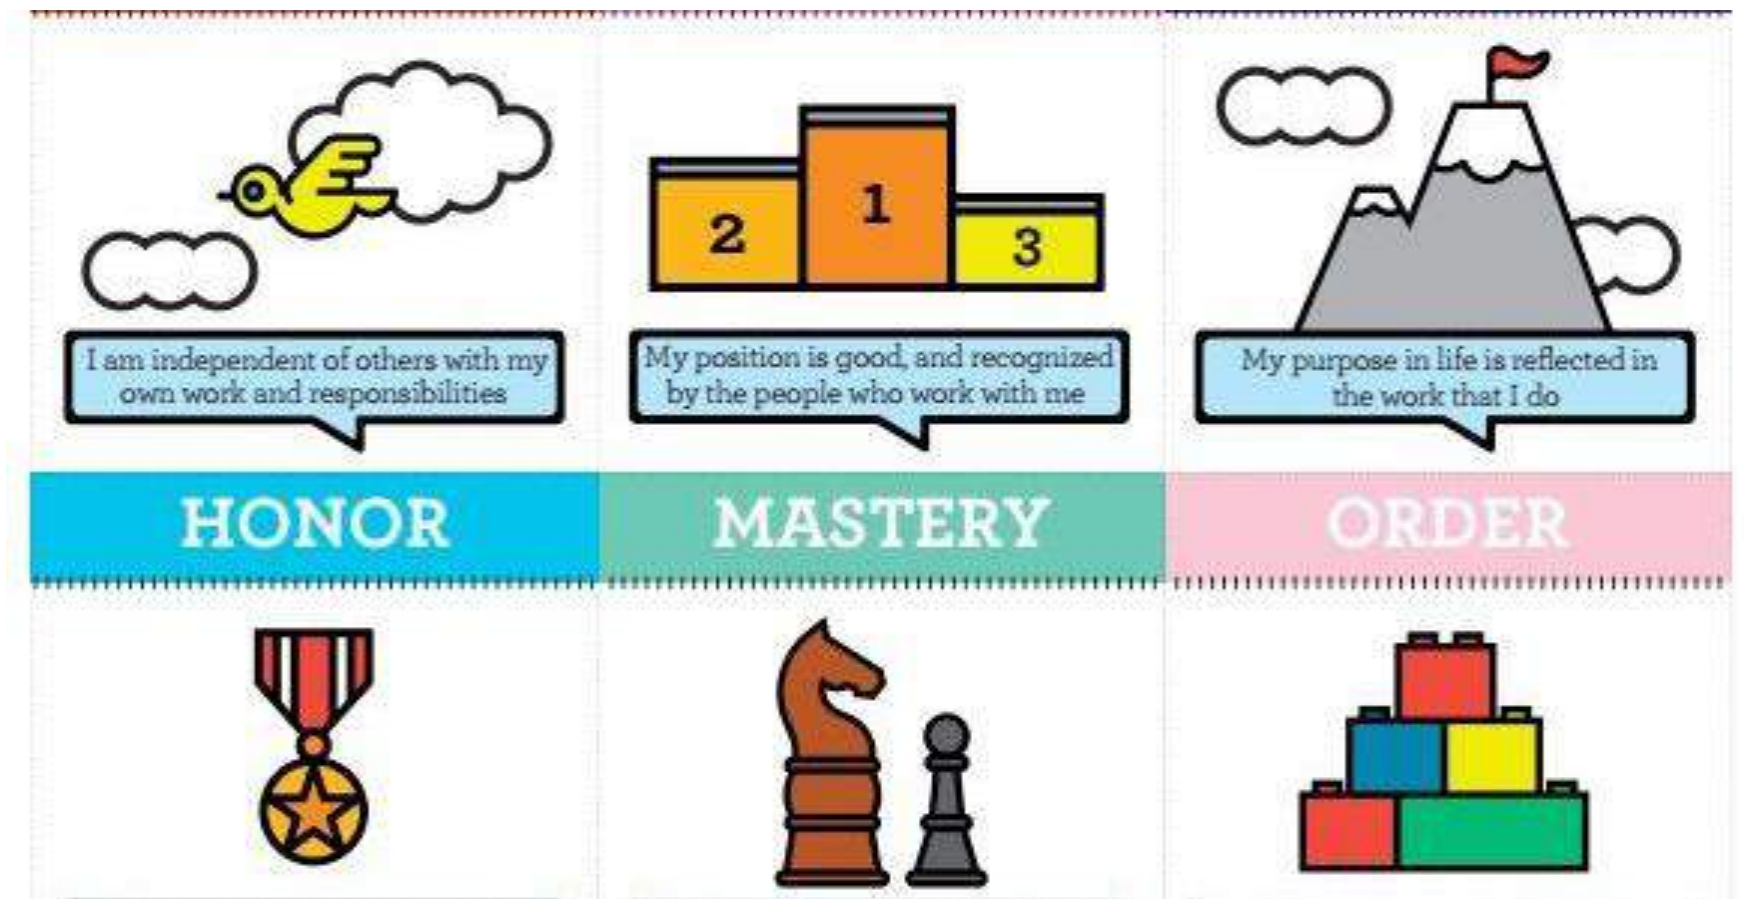 2
1
3
I am independent of others with my
own work and responsibilities
My position is good, and recognized
by the people who work with me
My purpose in life is reflected in
the work that I do
HONOR
MASTERY
ORDER